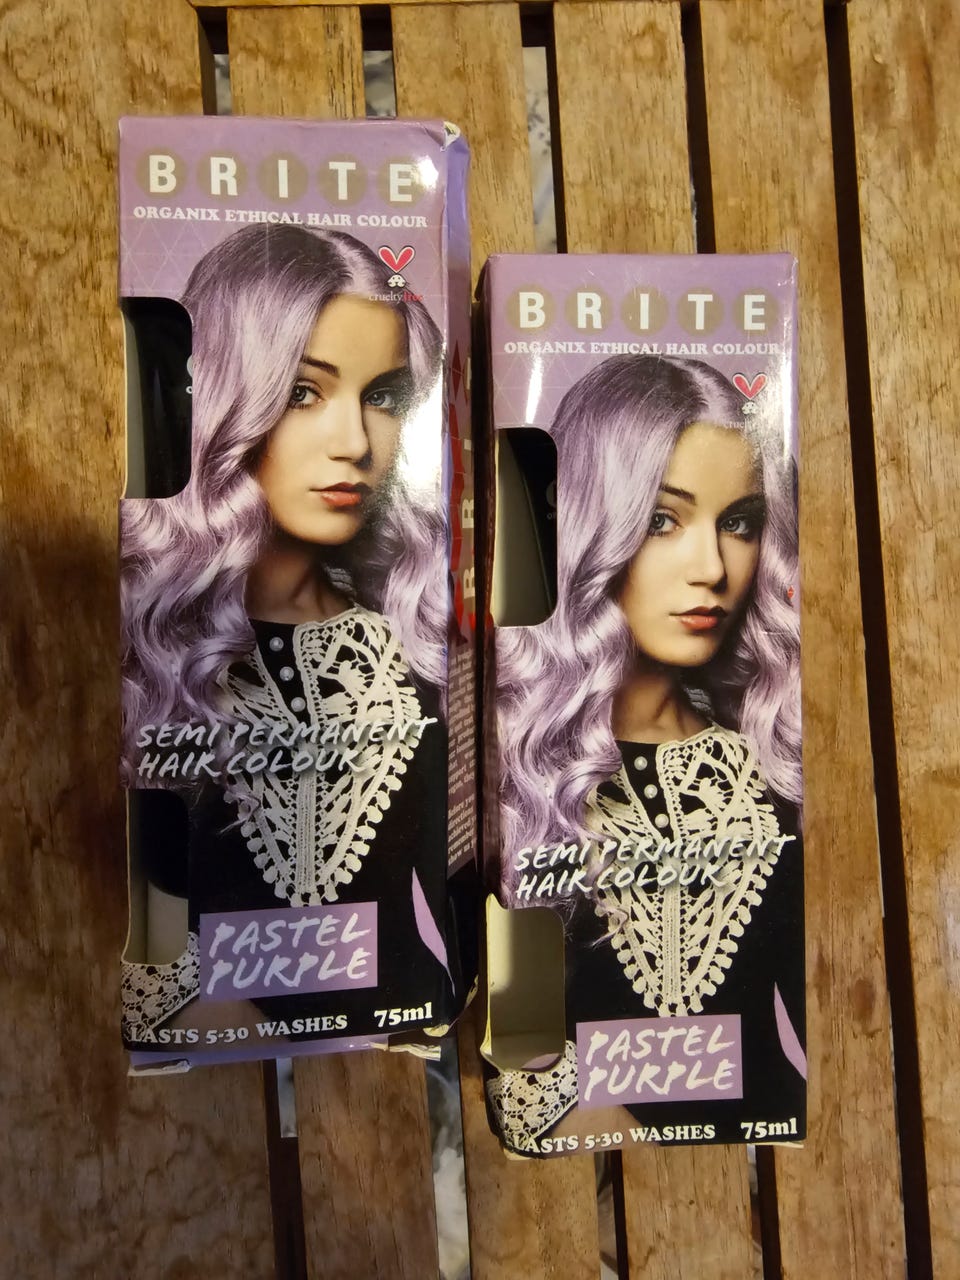 BRITE
ORGANIX ETHICAL HAIR COLOUR
crueltyfree
SEMI PERMANENT
HAIR COLOUR
PASTEL
PURPLE
LASTS 5-30 WASHES 75ml
BRITE
ORGANIX ETHICAL HAIR COLOUR
SEMI PERMANENT
HAIR COLOUR
PASTEL
PURPLE
LASTS 5-30 WASHES 75ml